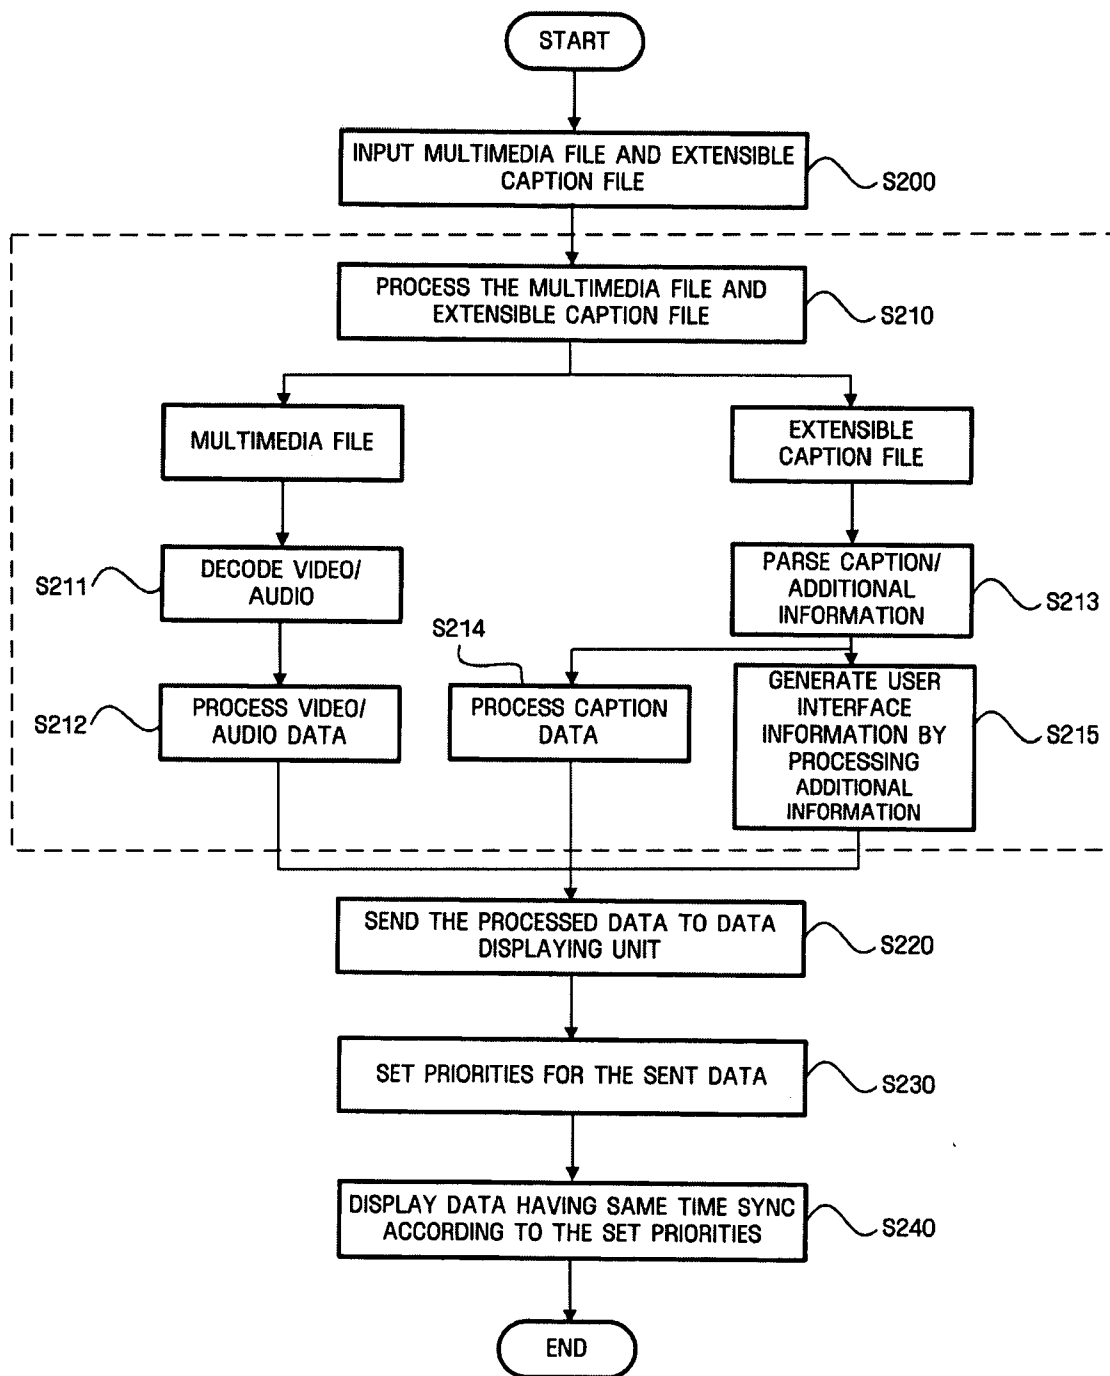 START
INPUT MULTIMEDIA FILE AND EXTENSIBLE
CAPTION FILE
S200
PROCESS THE MULTIMEDIA FILE AND
EXTENSIBLE CAPTION FILE
S210
MULTIMEDIA FILE
EXTENSIBLE
CAPTION FILE
S211
DECODE VIDEO/
AUDIO
PARSE CAPTION/
ADDITIONAL
INFORMATION
S213
S214
S212
PROCESS VIDEO/
AUDIO DATA
PROCESS CAPTION
DATA
GENERATE USER
INTERFACE
INFORMATION BY
PROCESSING
ADDITIONAL
INFORMATION
S215
SEND THE PROCESSED DATA TO DATA
DISPLAYING UNIT
S220
SET PRIORITIES FOR THE SENT DATA
S230
DISPLAY DATA HAVING SAME TIME SYNC
ACCORDING TO THE SET PRIORITIES
S240
END